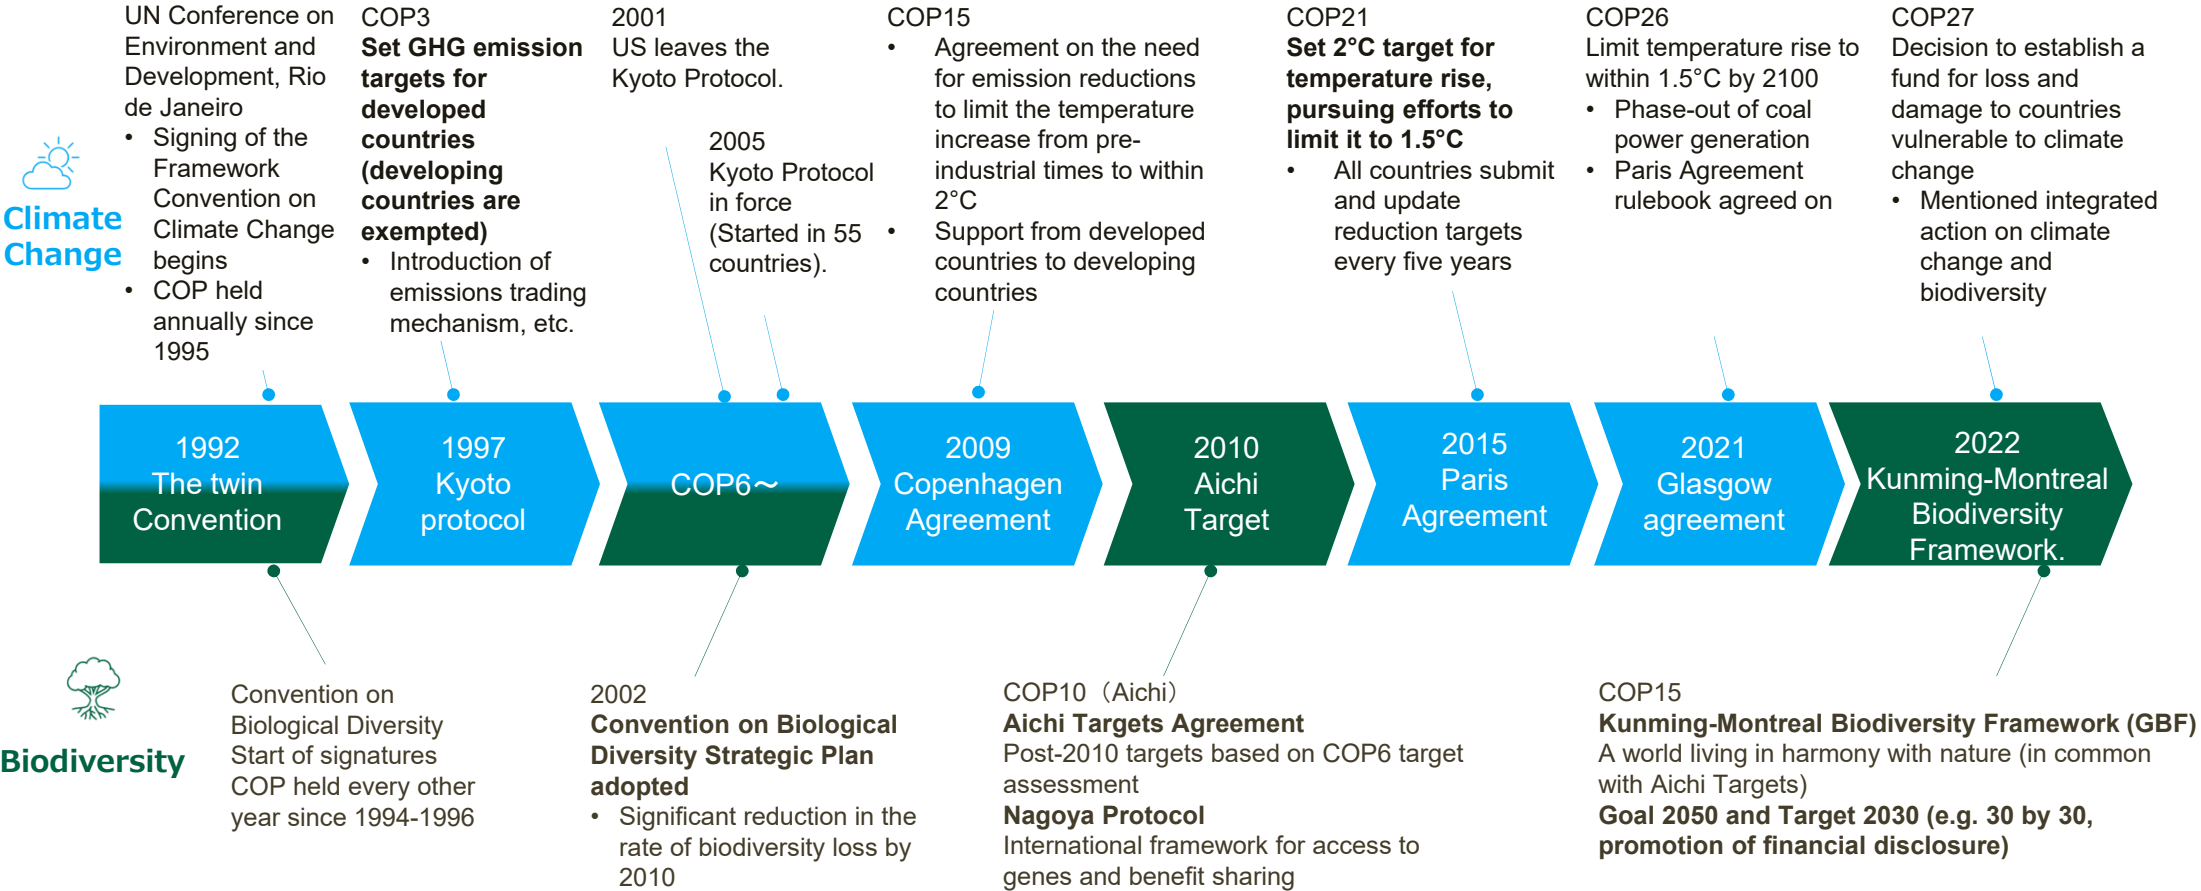 UN Conference on
Environment and
Development, Rio
de Janeiro
• Signing of the
Framework
Convention on
Climate Change
begins
• COP held
annually since
1995
COP3
Set GHG emission
targets for
developed
countries
(developing
countries are
exempted)
• Introduction of
emissions trading
mechanism, etc.
2001
US leaves the
Kyoto Protocol.
2005
Kyoto Protocol
in force
(Started in 55
countries).
COP15
• Agreement on the need
for emission reductions
to limit the temperature
increase from pre-
industrial times to within
2°C
• Support from developed
countries to developing
countries
COP21
Set 2°C target for
temperature rise,
pursuing efforts to
limit it to 1.5°C
• All countries submit
and update
reduction targets
every five years
COP26
Limit temperature rise to
within 1.5°C by 2100
• Phase-out of coal
power generation
• Paris Agreement
rulebook agreed on
COP27
Decision to establish a
fund for loss and
damage to countries
vulnerable to climate
change
• Mentioned integrated
action on climate
change and
biodiversity
Climate
Change
1992
The twin
Convention
1997
Kyoto
protocol
COP6～
2009
Copenhagen
Agreement
2010
Aichi
Target
2015
Paris
Agreement
2021
Glasgow
agreement
2022
Kunming-Montreal
Biodiversity
Framework.
Biodiversity
Convention on
Biological Diversity
Start of signatures
COP held every other
year since 1994-1996
2002
Convention on Biological
Diversity Strategic Plan
adopted
• Significant reduction in the
rate of biodiversity loss by
2010
COP10（Aichi）
Aichi Targets Agreement
Post-2010 targets based on COP6 target
assessment
Nagoya Protocol
International framework for access to
genes and benefit sharing
COP15
Kunming-Montreal Biodiversity Framework (GBF)
A world living in harmony with nature (in common
with Aichi Targets)
Goal 2050 and Target 2030 (e.g. 30 by 30,
promotion of financial disclosure)